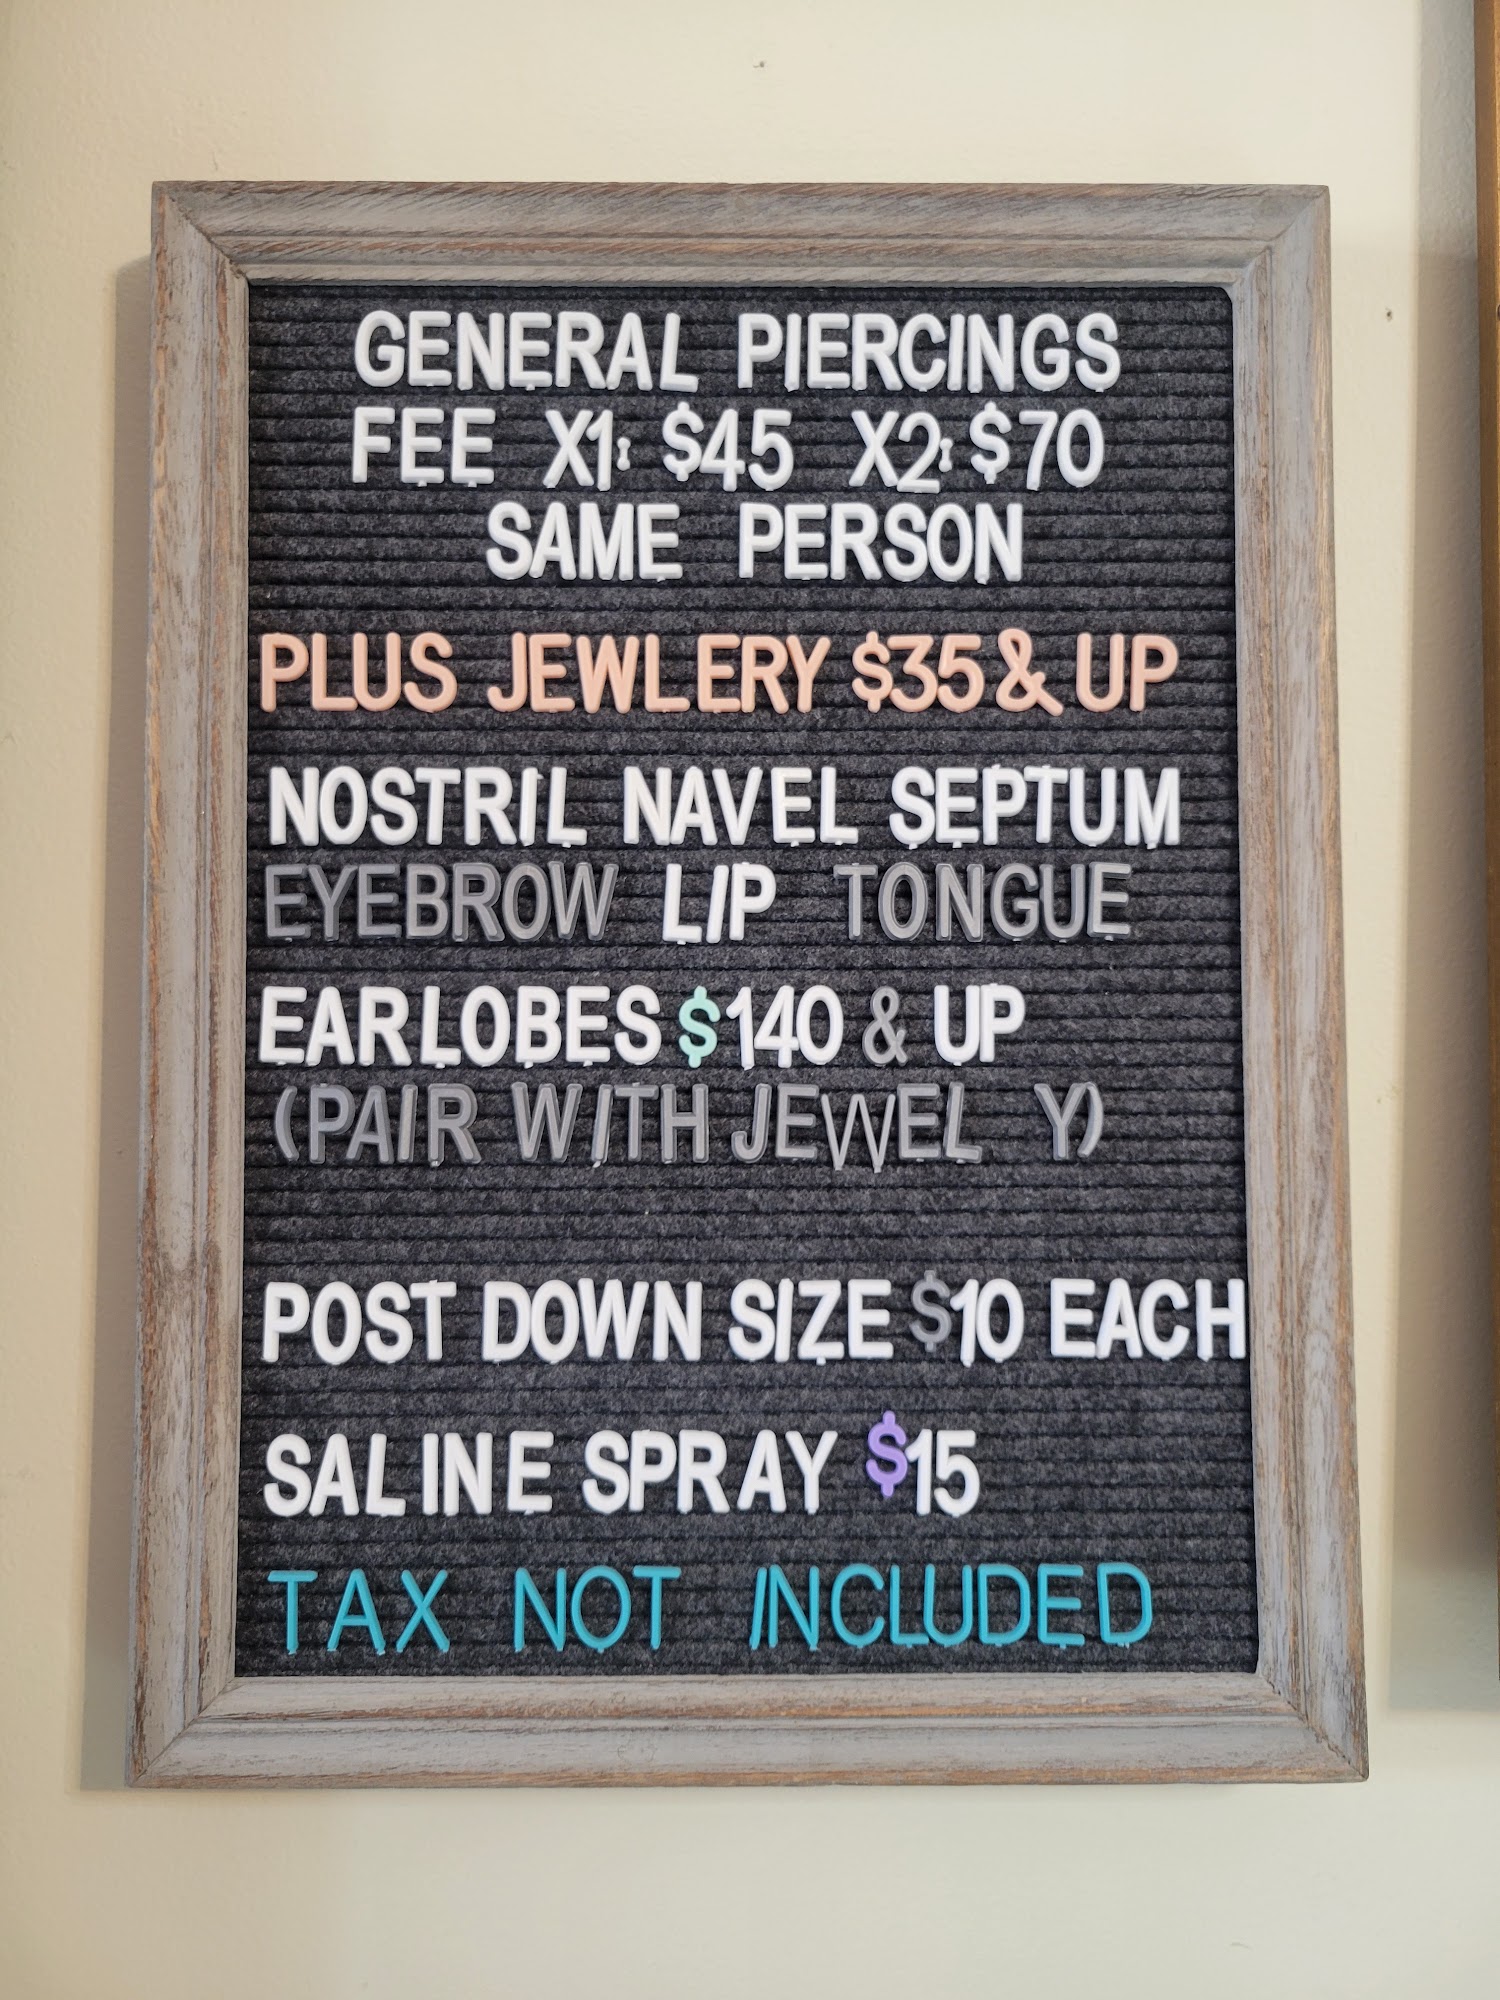 GENERAL PIERCINGS
FEE X1: $45 X2: $70
SAME PERSON
PLUS JEWLERY $35 & UP
NOSTRIL NAVEL SEPTUM
EYEBROW LIP TONGUE
EARLOBES $140 & UP
(PAIR WITH JEWEL Y)
POST DOWN SIZE $10 EACH
SALINE SPRAY $15
TAX NOT INCLUDED